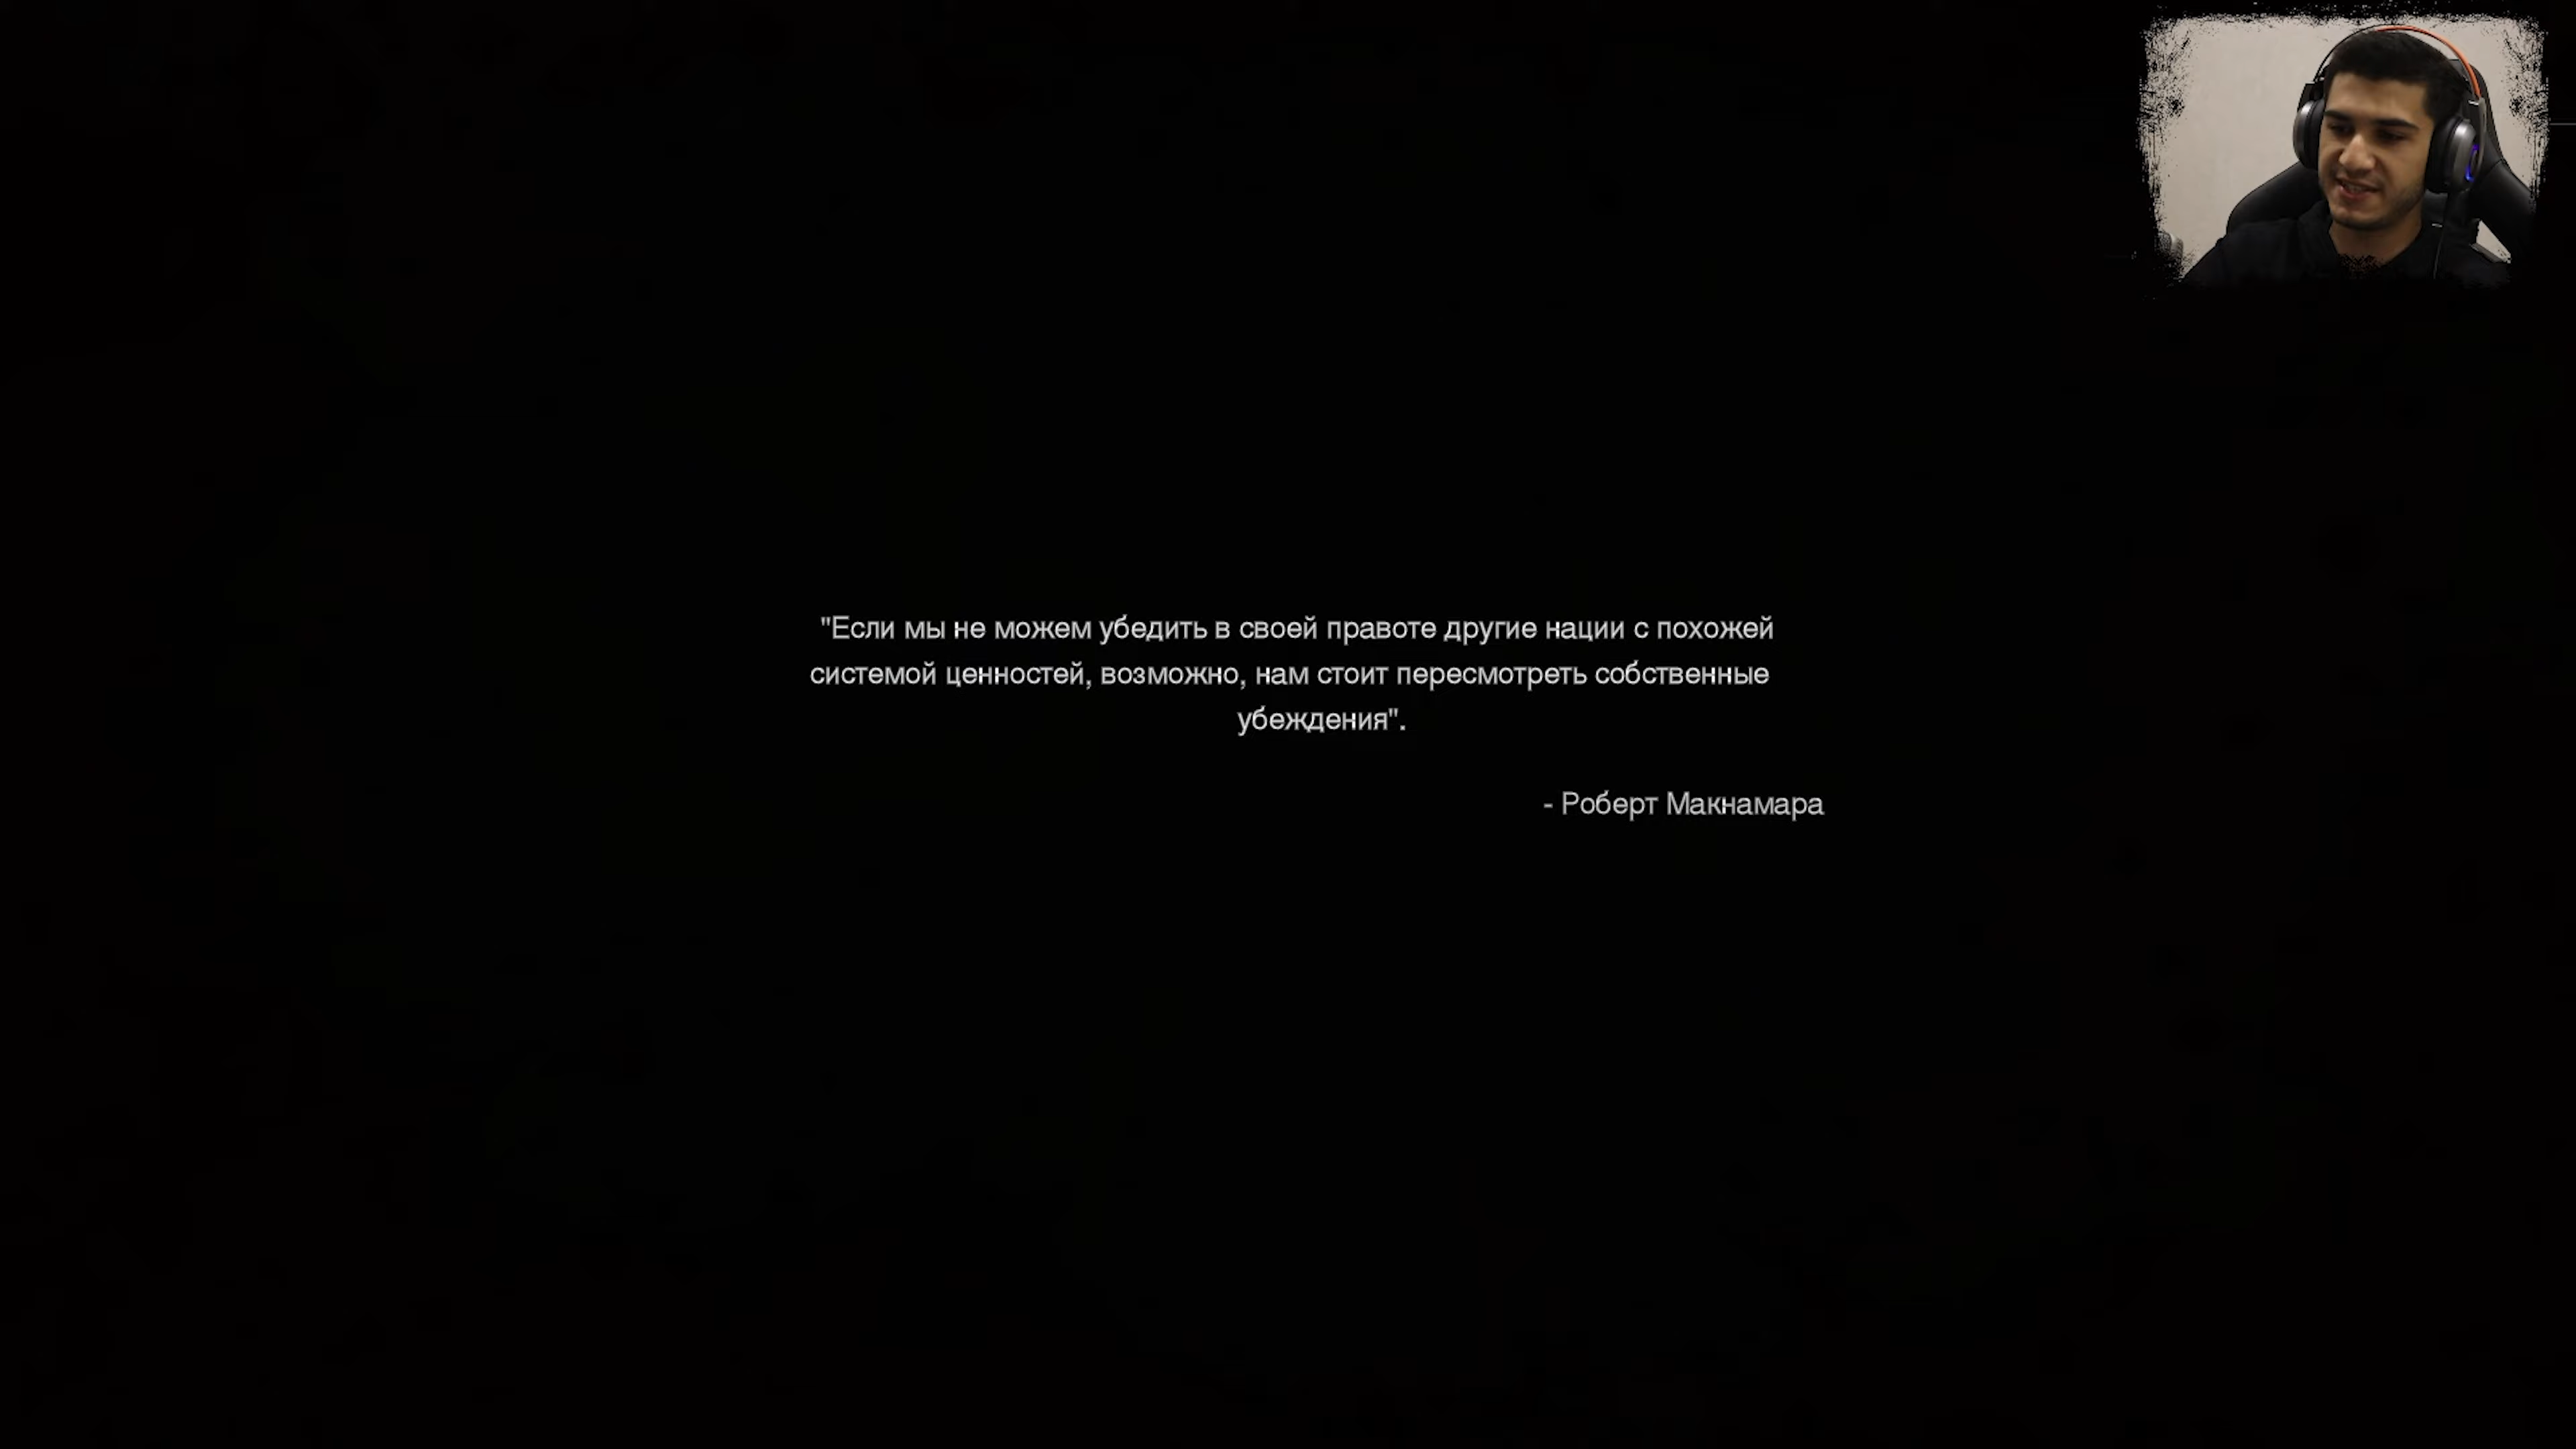 "Если мы не можем убедить в своей правоте другие нации с похожей
системой ценностей, возможно, нам стоит пересмотреть собственные
убеждения".
- Роберт Макнамара